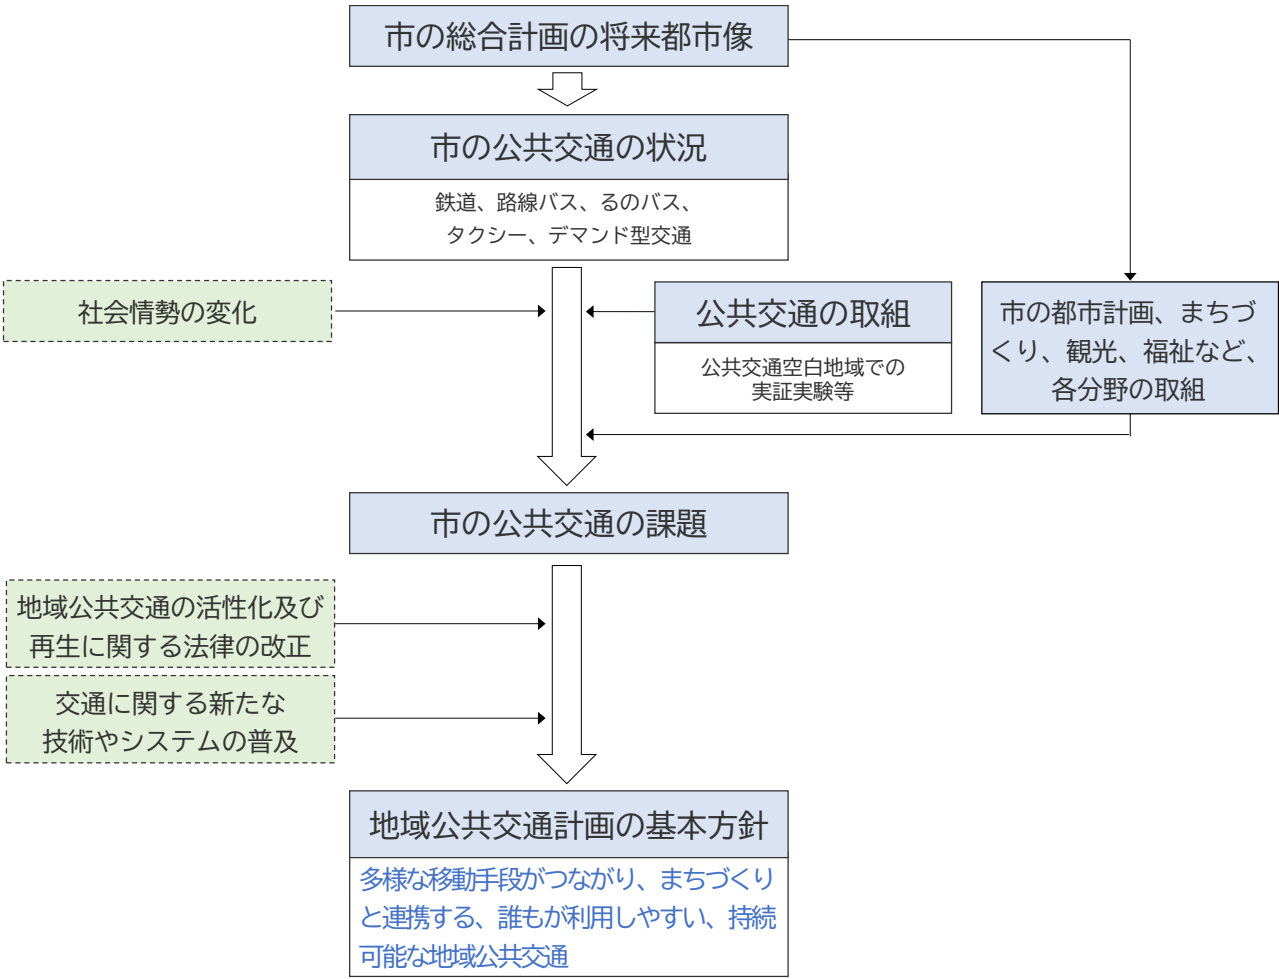 市の総合計画の将来都市像
市の公共交通の状況
鉄道、路線バス、るのバス、
タクシー、デマンド型交通
社会情勢の変化
公共交通の取組
公共交通空白地域での
実証実験等
市の都市計画、まちづ
くり、観光、福祉など、
各分野の取組
市の公共交通の課題
地域公共交通の活性化及び
再生に関する法律の改正
交通に関する新たな
技術やシステムの普及
地域公共交通計画の基本方針
多様な移動手段がつながり、まちづくり
と連携する、誰もが利用しやすい、持続
可能な地域公共交通